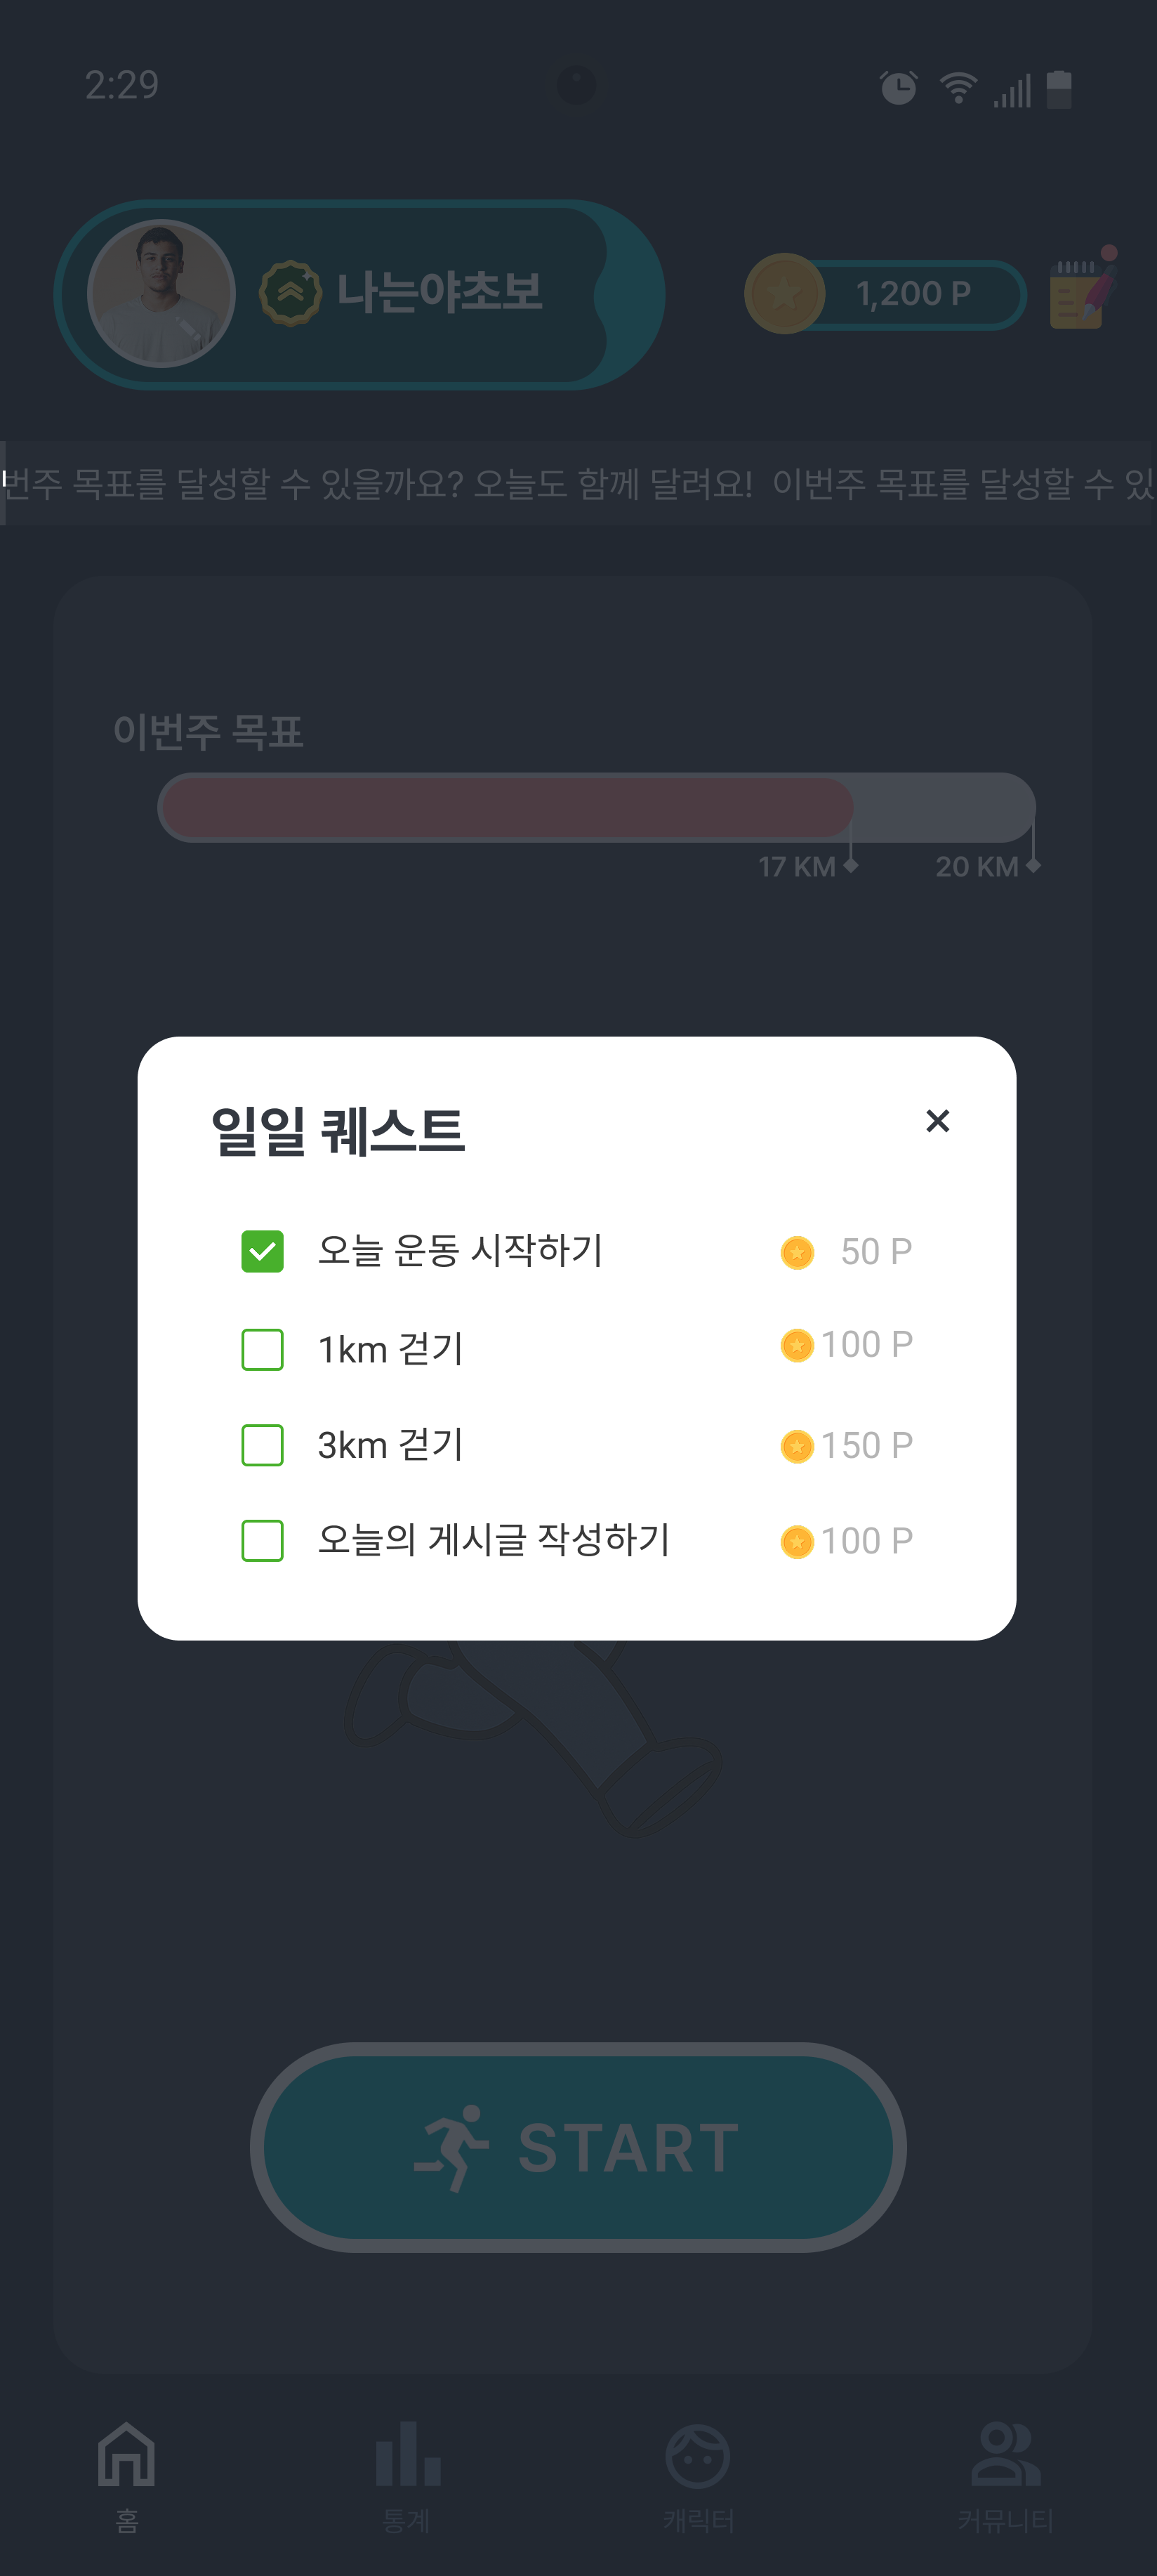 2:29
나는야초보
1,200 P
번주 목표를 달성할 수 있을까요? 오늘도 함께 달려요! 이번주 목표를 달성할 수 있
이번주 목표
17 KM
20 KM
일일 퀘스트
오늘 운동 시작하기 50 P
1km 걷기 100 P
3km 걷기 150 P
오늘의 게시글 작성하기 100 P
START
홈 통계 캐릭터 커뮤니티